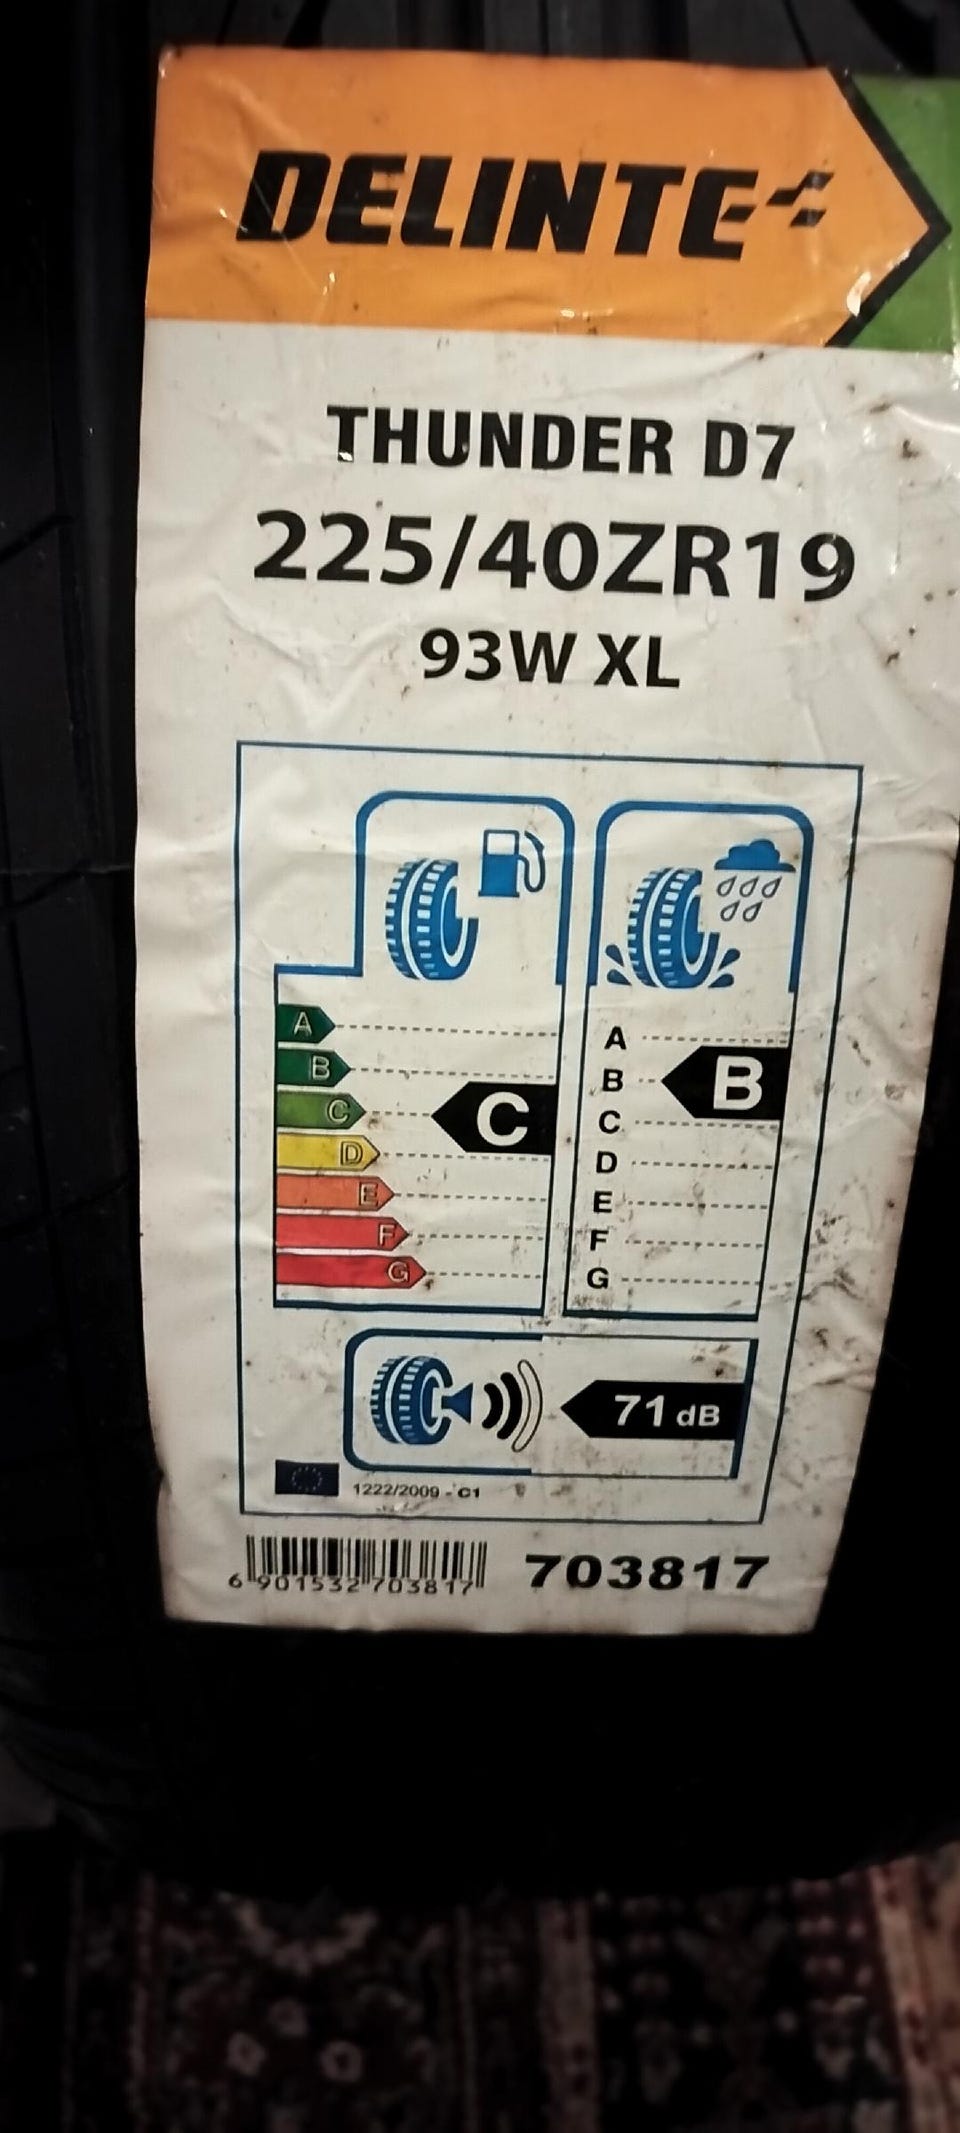 DELINTE
THUNDER D7
225/40ZR19
93W XL
A
B
C
D
E
F
G
C
A
B
C
D
E
F
G
B
71 dB
1222/2009 - C1
6 901532 703817
703817